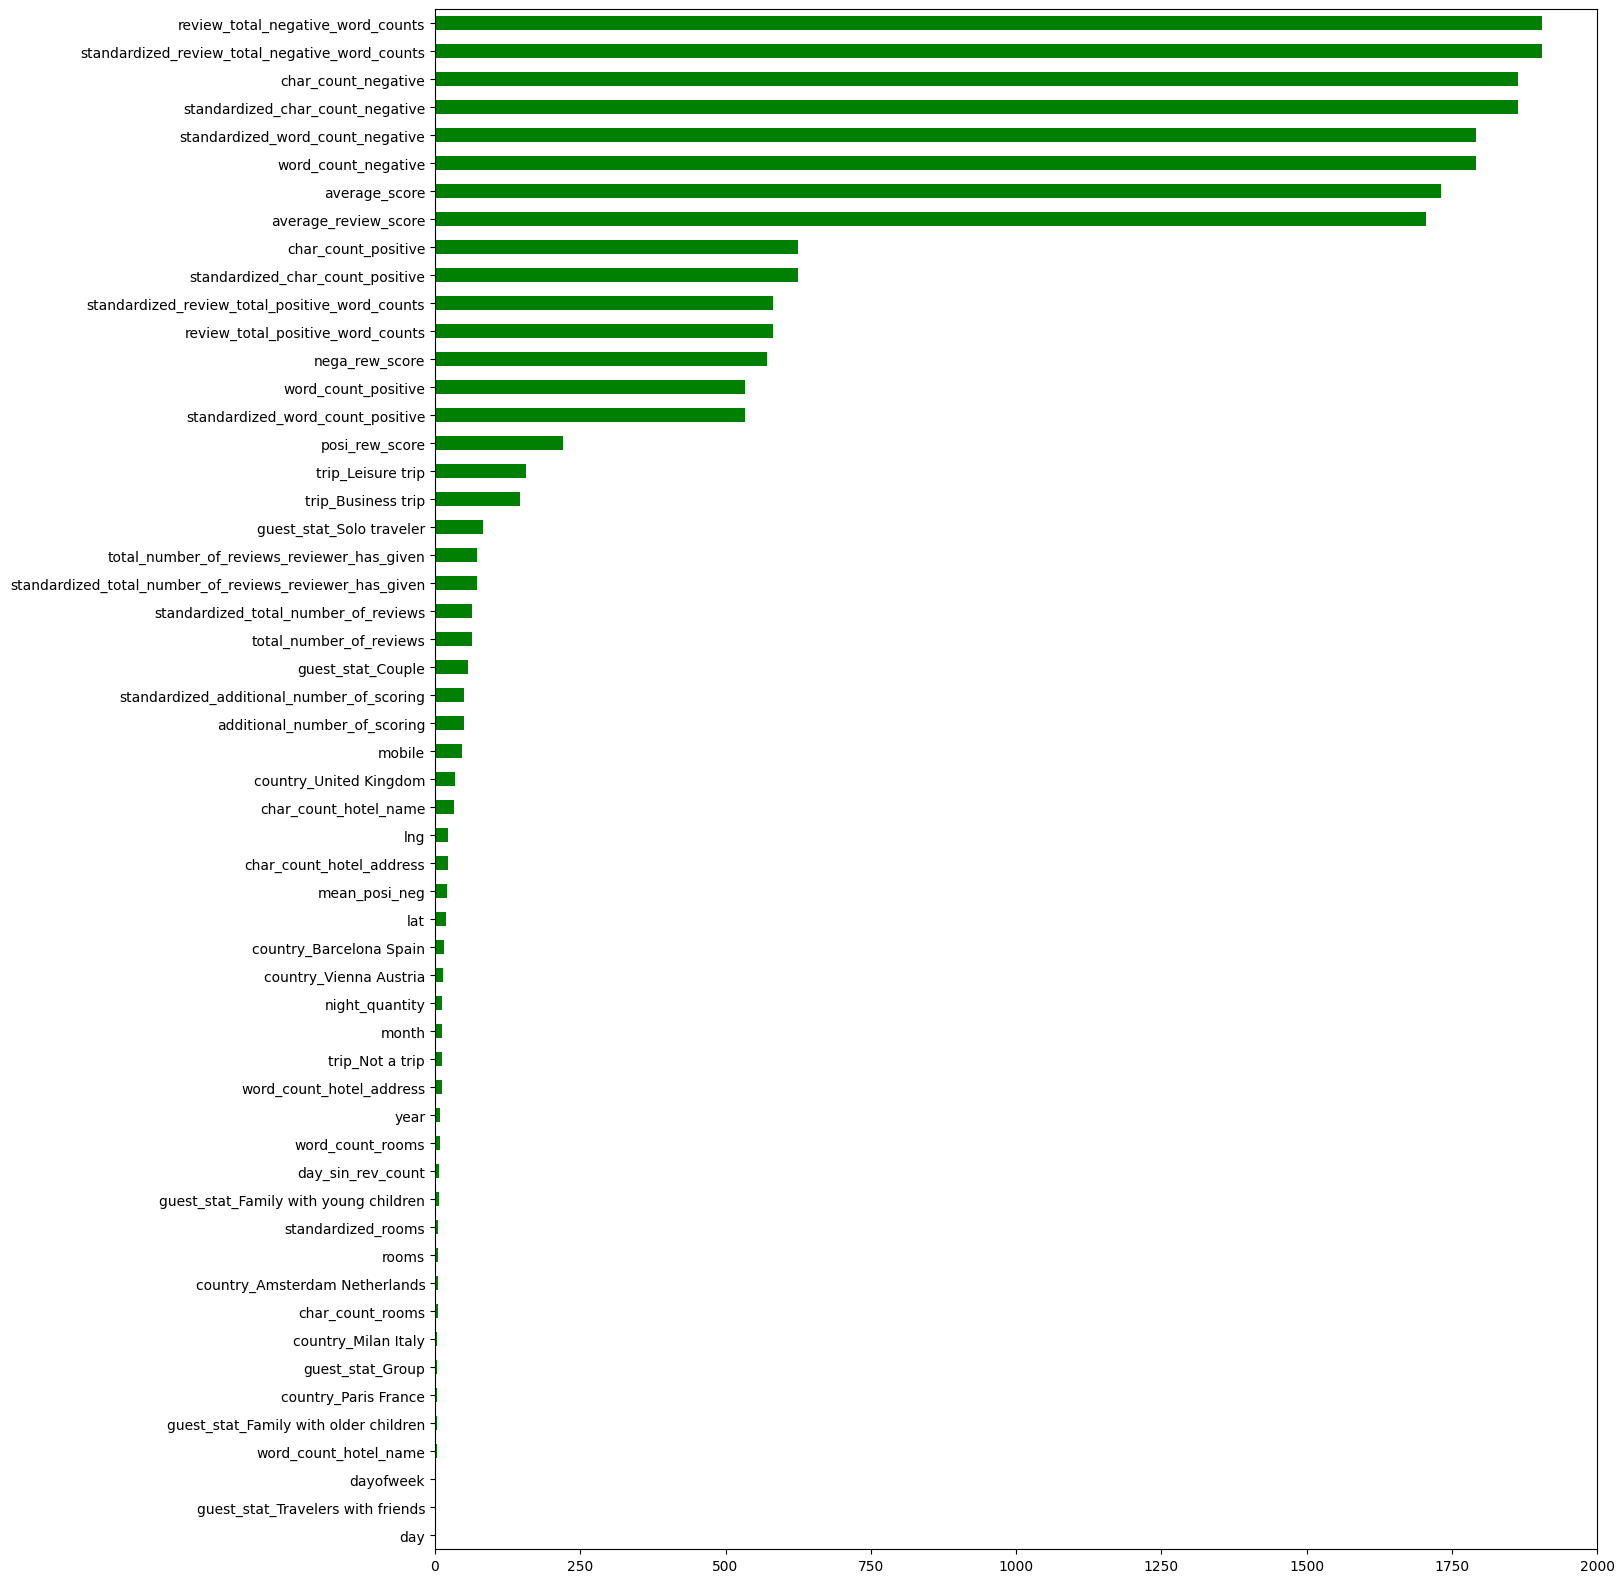 review_total_negative_word_counts
standardized_review_total_negative_word_counts
char_count_negative
standardized_char_count_negative
standardized_word_count_negative
word_count_negative
average_score
average_review_score
char_count_positive
standardized_char_count_positive
standardized_review_total_positive_word_counts
review_total_positive_word_counts
nega_rew_score
word_count_positive
standardized_word_count_positive
posi_rew_score
trip_Leisure trip
trip_Business trip
guest_stat_Solo traveler
total_number_of_reviews_reviewer_has_given
standardized_total_number_of_reviews_reviewer_has_given
standardized_total_number_of_reviews
total_number_of_reviews
guest_stat_Couple
standardized_additional_number_of_scoring
additional_number_of_scoring
mobile
country_United Kingdom
char_count_hotel_name
lng
char_count_hotel_address
mean_posi_neg
lat
country_Barcelona Spain
country_Vienna Austria
night_quantity
month
trip_Not a trip
word_count_hotel_address
year
word_count_rooms
day_sin_rev_count
guest_stat_Family with young children
standardized_rooms
rooms
country_Amsterdam Netherlands
char_count_rooms
country_Milan Italy
guest_stat_Group
country_Paris France
guest_stat_Family with older children
word_count_hotel_name
dayofweek
guest_stat_Travelers with friends
day
0 250 500 750 1000 1250 1500 1750 2000